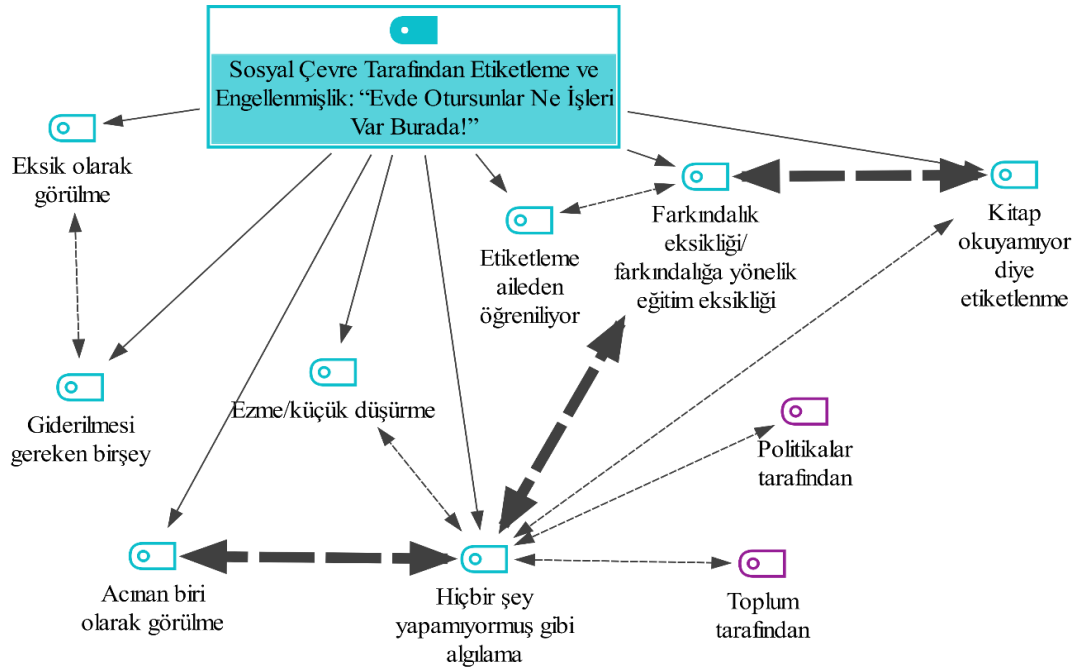 Sosyal Çevre Tarafından Etiketleme ve
Engellenmişlik: “Evde Otursunlar Ne İşleri
Var Burada!”
Eksik olarak
görülme
Etiketleme
aileden
öğreniliyor
Farkındalık
eksikliği/
farkındalığa yönelik
eğitim eksikliği
Kitap
okuyamıyor
diye
etiketlenme
Giderilmesi
gereken birşey
Ezme/küçük düşürme
Politikalar
tarafından
Acınan biri
olarak görülme
Hiçbir şey
yapamıyormuş gibi
algılama
Toplum
tarafından